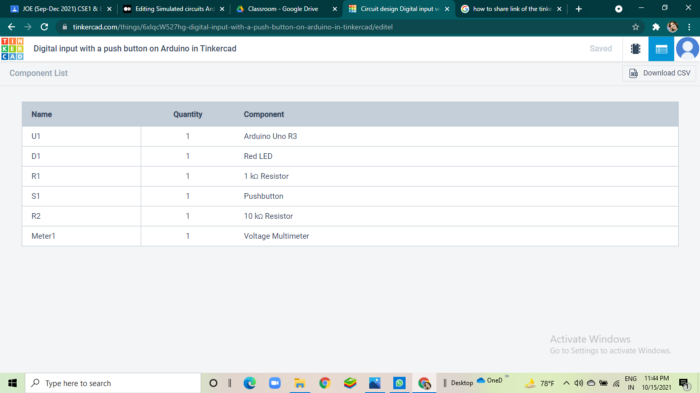 JOE (Sep-Dec 2021) CSE1 &
Editing Simulated circuits Ard
Classroom - Google Drive
Circuit design Digital input w
how to share link of the tinke
tinkercad.com/things/6xlqcW527hg-digital-input-with-a-push-button-on-arduino-in-tinkercad/editel
TIN
KER
CAD
Digital input with a push button on Arduino in Tinkercad
Saved
Component List
Download CSV
Name Quantity Component
U1 1 Arduino Uno R3
D1 1 Red LED
R1 1 1 kΩ Resistor
S1 1 Pushbutton
R2 1 10 kΩ Resistor
Meter1 1 Voltage Multimeter
Activate Windows
Go to Settings to activate Windows.
Type here to search
Desktop
OneD
78°F
ENG
IN
11:44 PM
10/15/2021